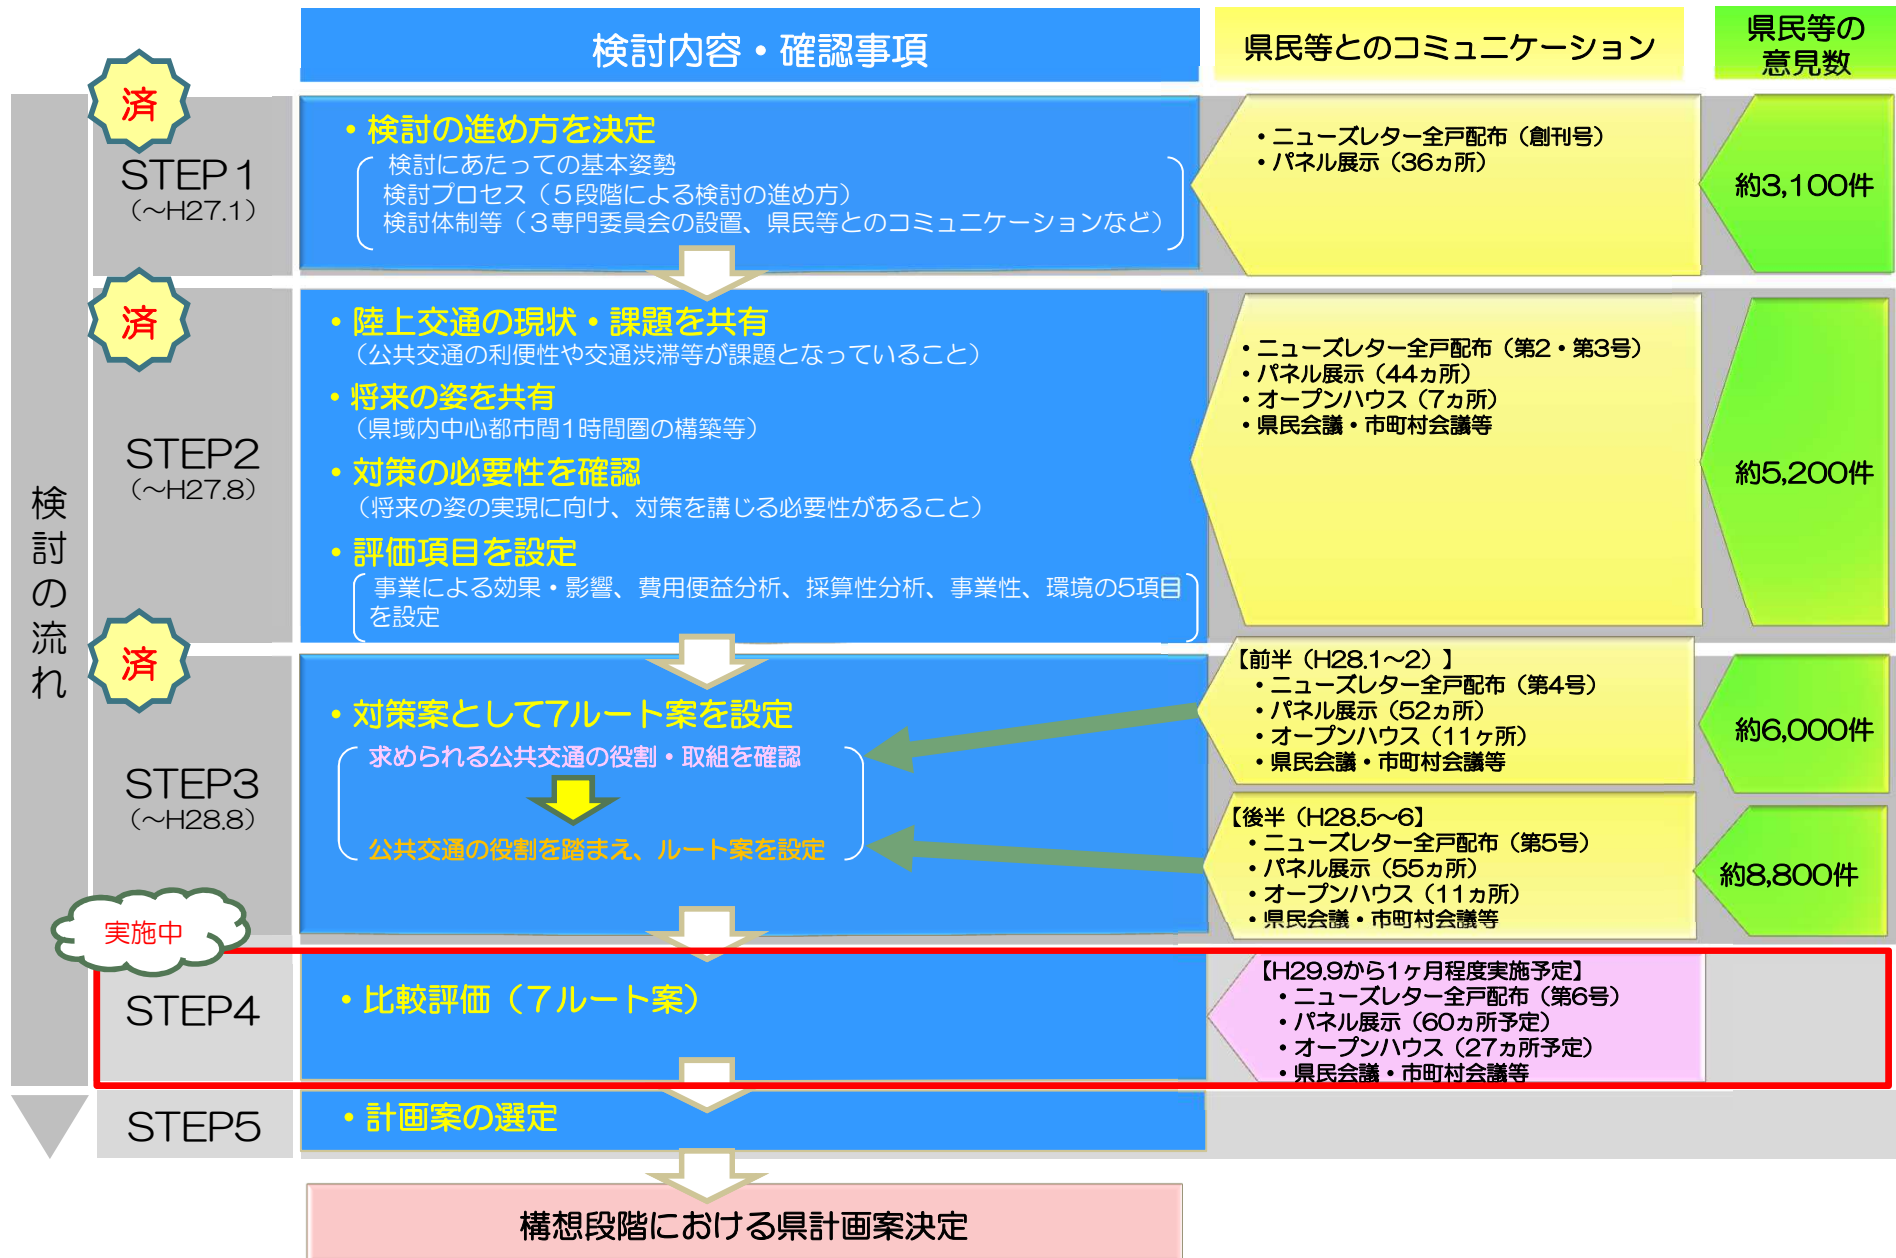 検討内容・確認事項
県民等とのコミュニケーション
県民等の
意見数
検討の流れ
済
STEP1
（～H27.1）
・検討の進め方を決定
検討にあたっての基本姿勢
検討プロセス（５段階による検討の進め方）
検討体制等（３専門委員会の設置、県民等とのコミュニケーションなど）
・ニューズレター全戸配布（創刊号）
・パネル展示（36ヵ所）
約3,100件
済
STEP2
（～H27.8）
・陸上交通の現状・課題を共有
（公共交通の利便性や交通渋滞等が課題となっていること）
・将来の姿を共有
（県域内中心都市間1時間圏の構築等）
・対策の必要性を確認
（将来の姿の実現に向け、対策を講じる必要性があること）
・評価項目を設定
事業による効果・影響、費用便益分析、採算性分析、事業性、環境の5項目
を設定
・ニューズレター全戸配布（第2・第3号）
・パネル展示（44ヵ所）
・オープンハウス（7ヵ所）
・県民会議・市町村会議等
約5,200件
済
STEP3
（～H28.8）
・対策案として7ルート案を設定
求められる公共交通の役割・取組を確認
公共交通の役割を踏まえ、ルート案を設定
【前半（H28.1～2）】
・ニューズレター全戸配布（第4号）
・パネル展示（52ヵ所）
・オープンハウス（11ヶ所）
・県民会議・市町村会議等
約6,000件
【後半（H28.5～6】
・ニューズレター全戸配布（第5号）
・パネル展示（55ヵ所）
・オープンハウス（11ヵ所）
・県民会議・市町村会議等
約8,800件
実施中
STEP4
・比較評価（７ルート案）
【H29.9から1ヶ月程度実施予定】
・ニューズレター全戸配布（第6号）
・パネル展示（60ヵ所予定）
・オープンハウス（27ヵ所予定）
・県民会議・市町村会議等
STEP5
・計画案の選定
構想段階における県計画案決定